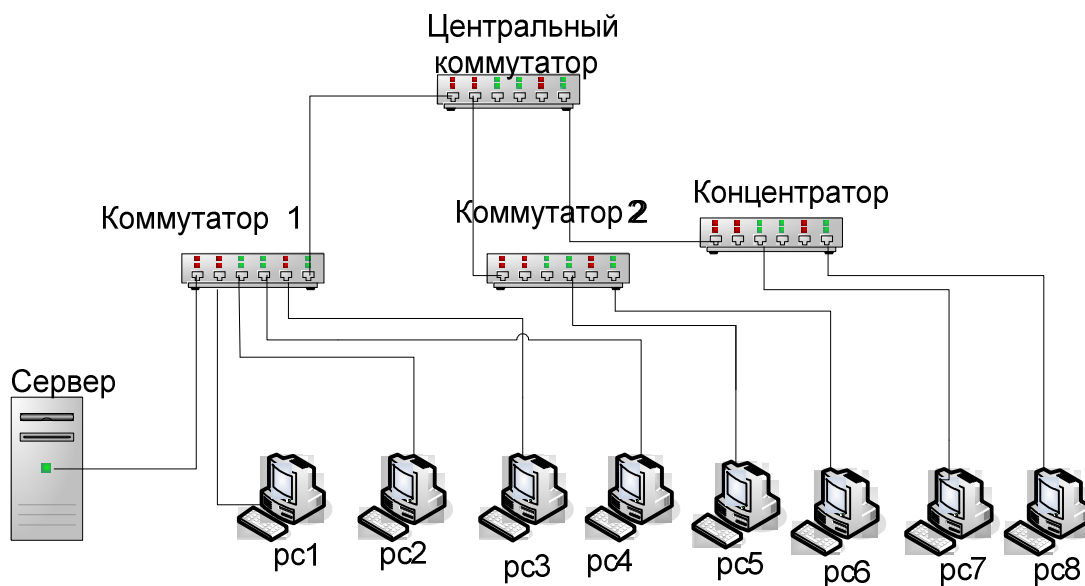 Центральный
коммутатор
Концентратор
Коммутатор 1
Коммутатор 2
Сервер
pc1
pc2
pc3
pc4
pc5
pc6
pc7
pc8